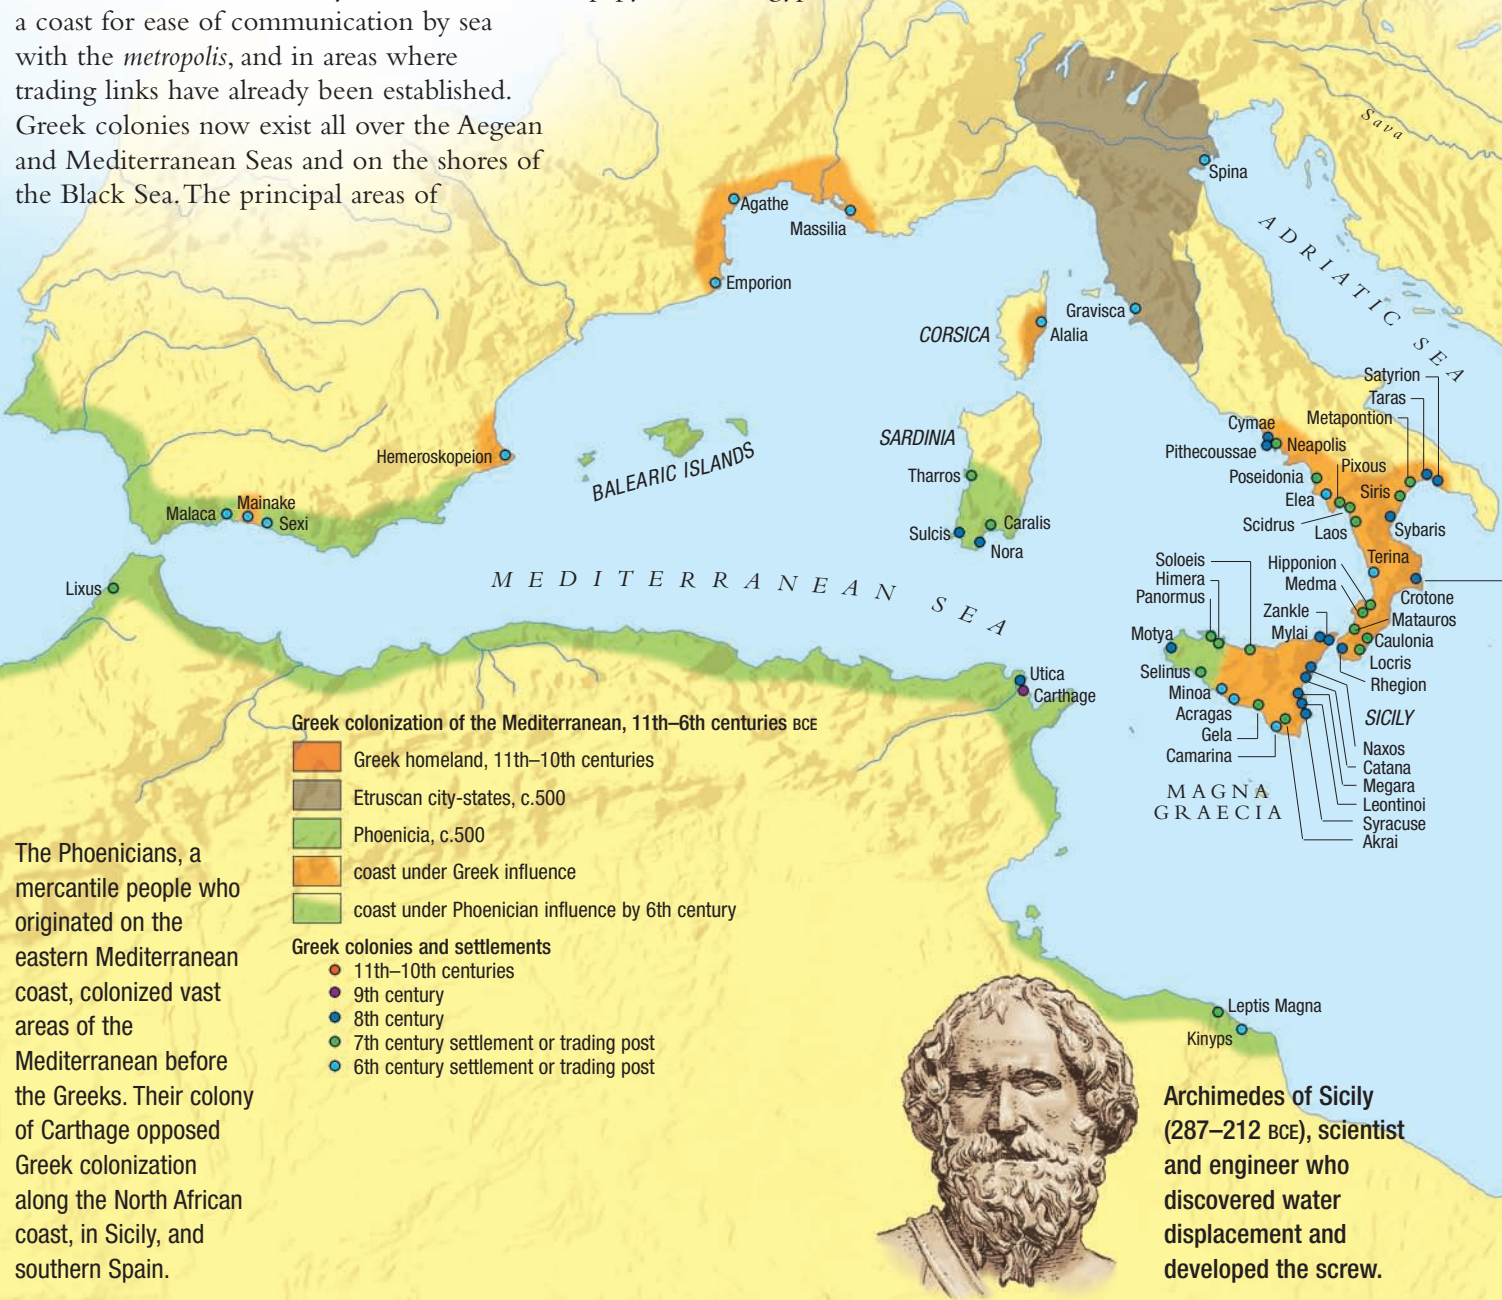 a coast for ease of communication by sea
with the metropolis, and in areas where
trading links have already been established.
Greek colonies now exist all over the Aegean
and Mediterranean Seas and on the shores of
the Black Sea. The principal areas of
Sava
Spina
Agathe
Massilia
Emporion
ADRIATIC SEA
Gravisca
CORSICA
Alalia
Satyrion
Taras
Metapontion
Cymae
Pithecoussae
Neapolis
Pixous
Poseidonia
Siris
Elea
Scidrus
Laos
Sybaris
Hemeroskopeion
BALEARIC ISLANDS
SARDINIA
Tharros
Caralis
Sulcis
Nora
Mainake
Malaca
Sexi
Lixus
MEDITERRANEAN SEA
Terina
Soloeis
Hipponion
Himera
Medma
Panormus
Crotone
Zankle
Matauros
Motya
Mylai
Caulonia
Locris
Selinus
Rhegion
Minoa
Acragas
SICILY
Gela
Camarina
Naxos
Catana
Megara
Leontinoi
Syracuse
Akrai
MAGNA
GRAECIA
Utica
Carthage
Greek colonization of the Mediterranean, 11th–6th centuries BCE
Greek homeland, 11th–10th centuries
Etruscan city-states, c.500
Phoenicia, c.500
coast under Greek influence
coast under Phoenician influence by 6th century
Greek colonies and settlements
11th–10th centuries
9th century
8th century
7th century settlement or trading post
6th century settlement or trading post
The Phoenicians, a
mercantile people who
originated on the
eastern Mediterranean
coast, colonized vast
areas of the
Mediterranean before
the Greeks. Their colony
of Carthage opposed
Greek colonization
along the North African
coast, in Sicily, and
southern Spain.
Leptis Magna
Kinyps
Archimedes of Sicily
(287–212 BCE), scientist
and engineer who
discovered water
displacement and
developed the screw.